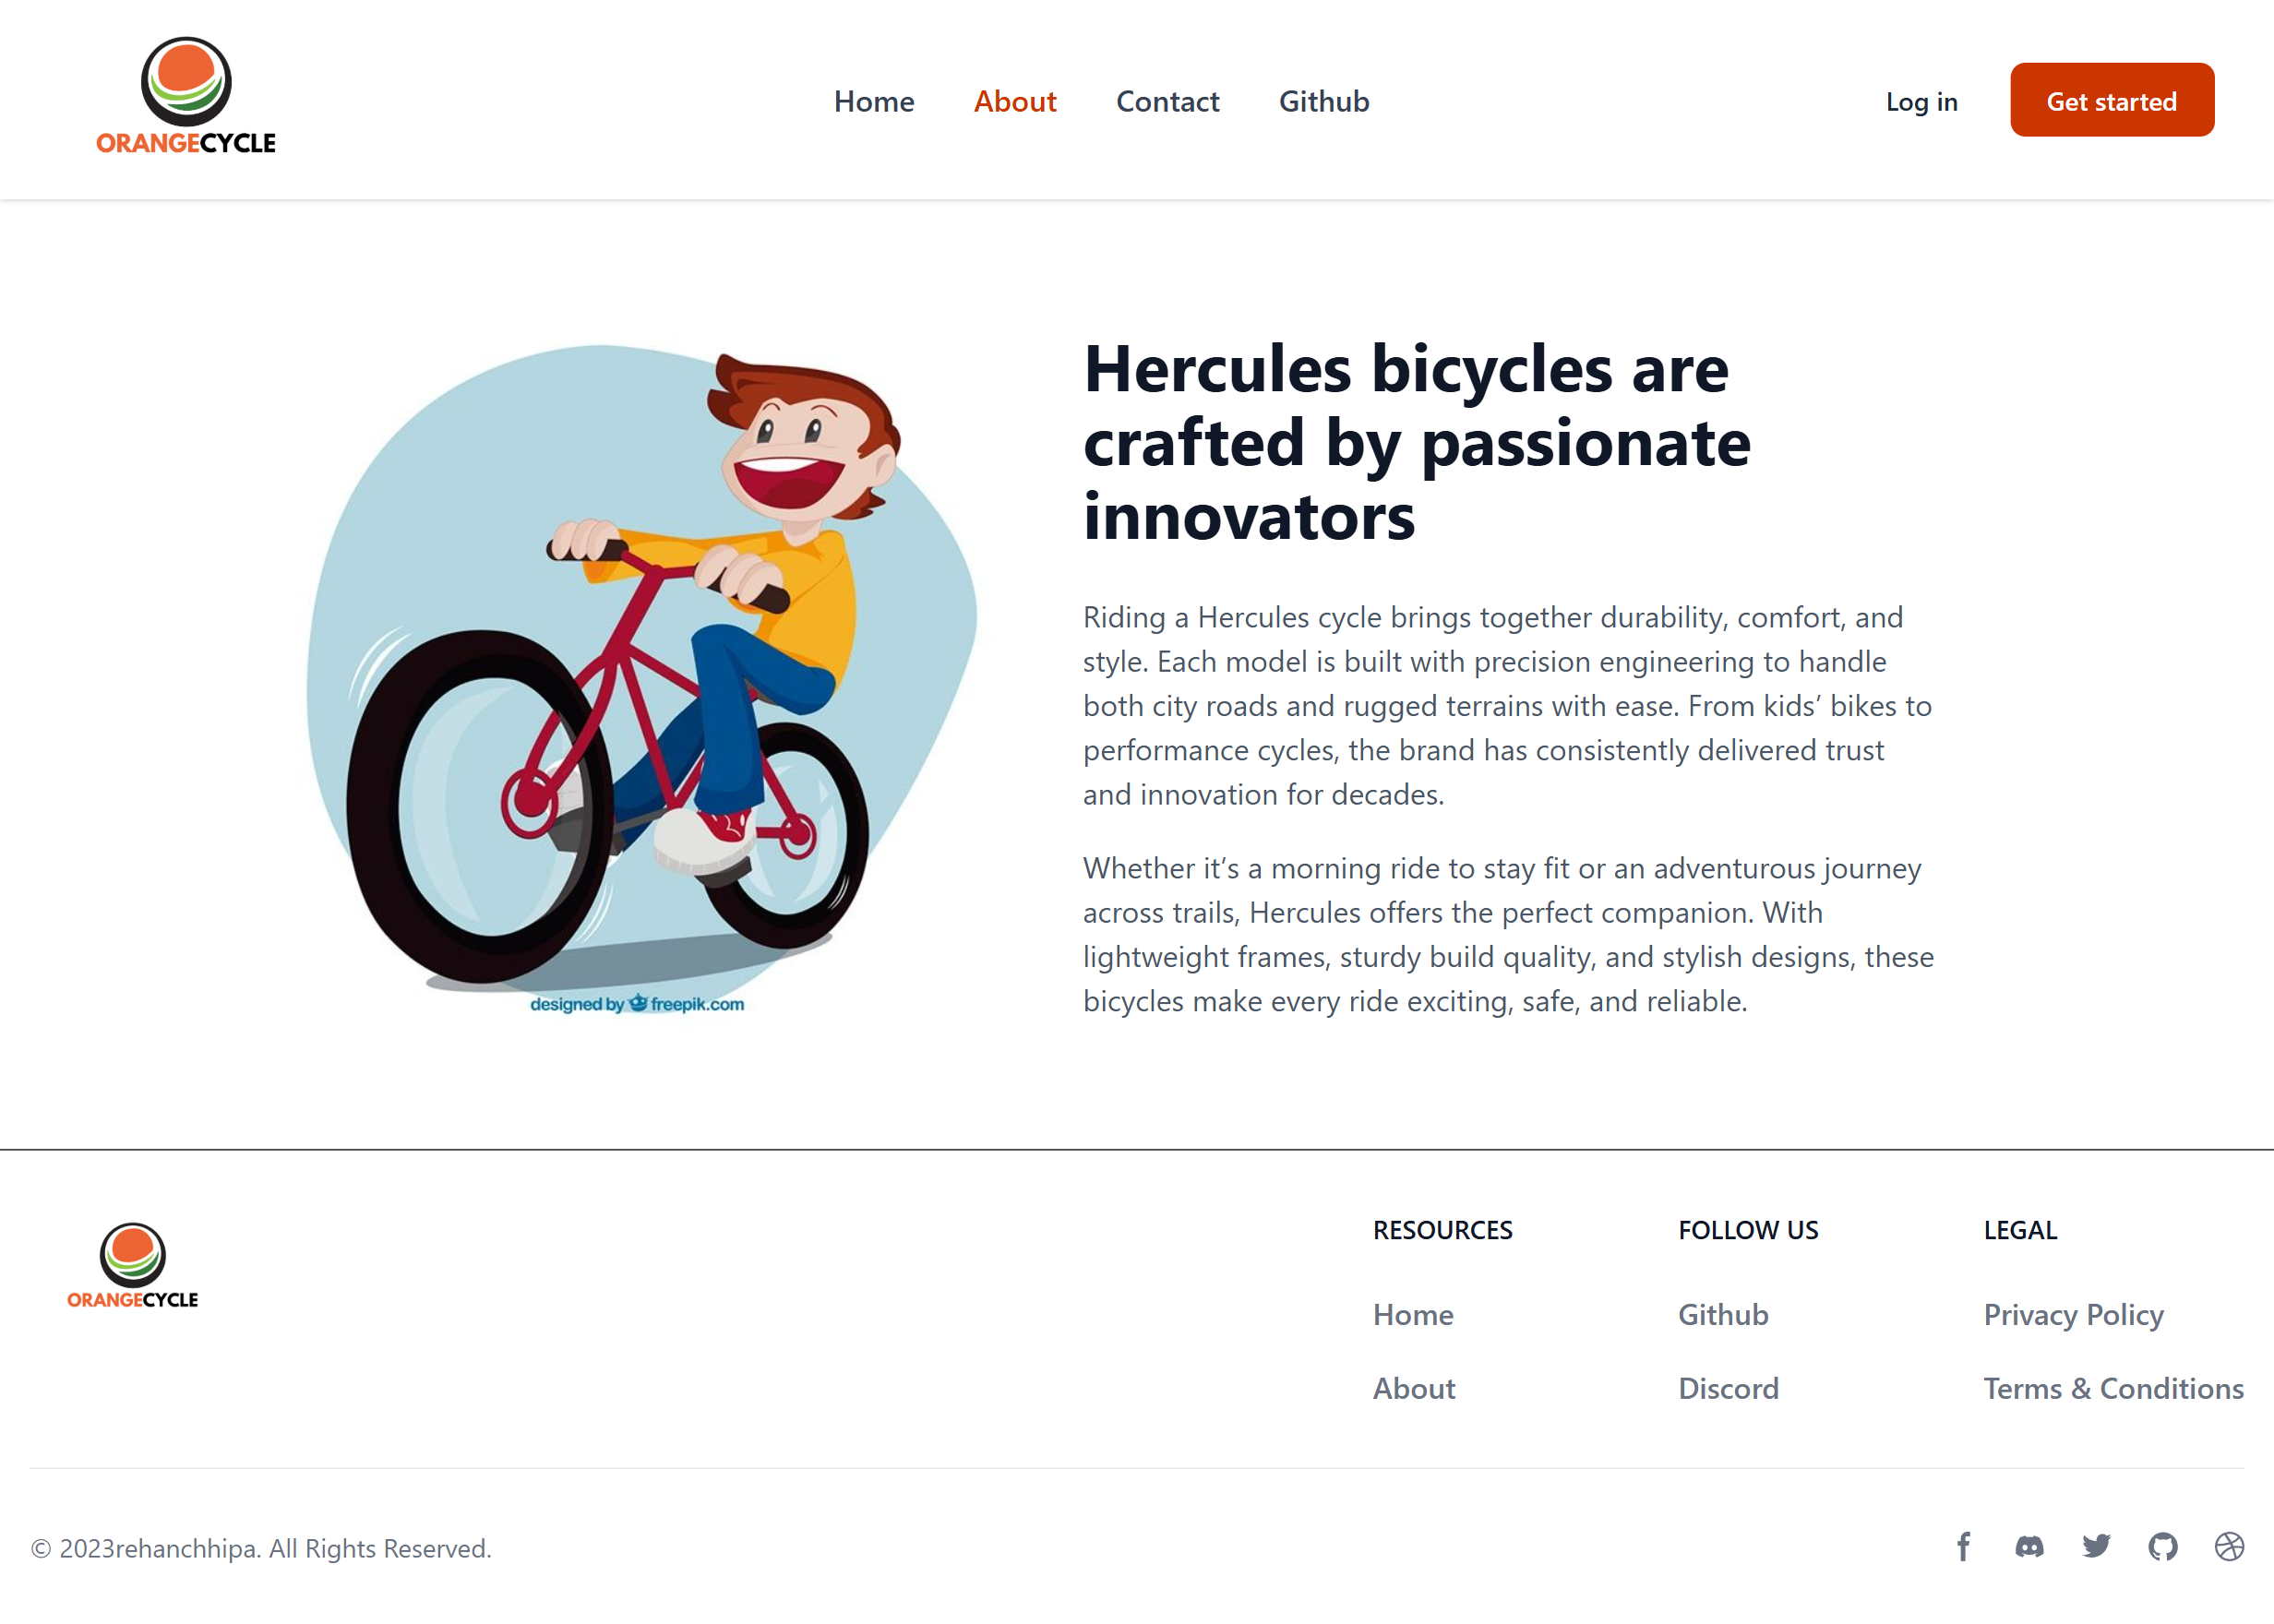 ORANGECYCLE
Home About Contact Github
Log in Get started
Hercules bicycles are
crafted by passionate
innovators
Riding a Hercules cycle brings together durability, comfort, and
style. Each model is built with precision engineering to handle
both city roads and rugged terrains with ease. From kids’ bikes to
performance cycles, the brand has consistently delivered trust
and innovation for decades.
Whether it’s a morning ride to stay fit or an adventurous journey
across trails, Hercules offers the perfect companion. With
lightweight frames, sturdy build quality, and stylish designs, these
bicycles make every ride exciting, safe, and reliable.
designed by freepik.com
ORANGECYCLE
RESOURCES
Home
About
FOLLOW US
Github
Discord
LEGAL
Privacy Policy
Terms & Conditions
© 2023rehanchhipa. All Rights Reserved.